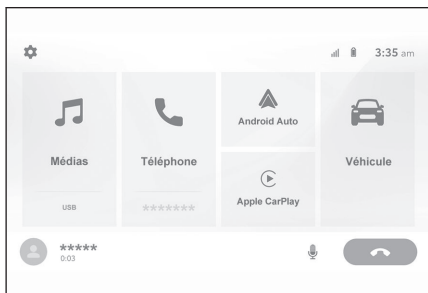 3:35 am
Médias
Téléphone
Android Auto
Véhicule
USB
*******
Apple CarPlay
*****
0:03